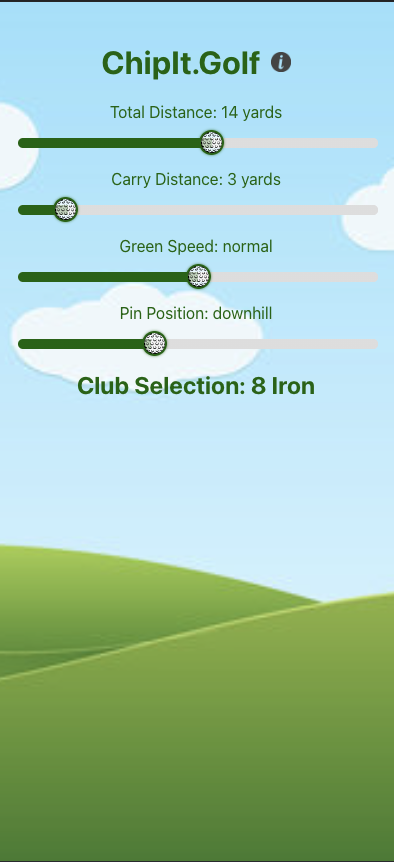 ChipIt.Golf i
Total Distance: 14 yards
Carry Distance: 3 yards
Green Speed: normal
Pin Position: downhill
Club Selection: 8 Iron